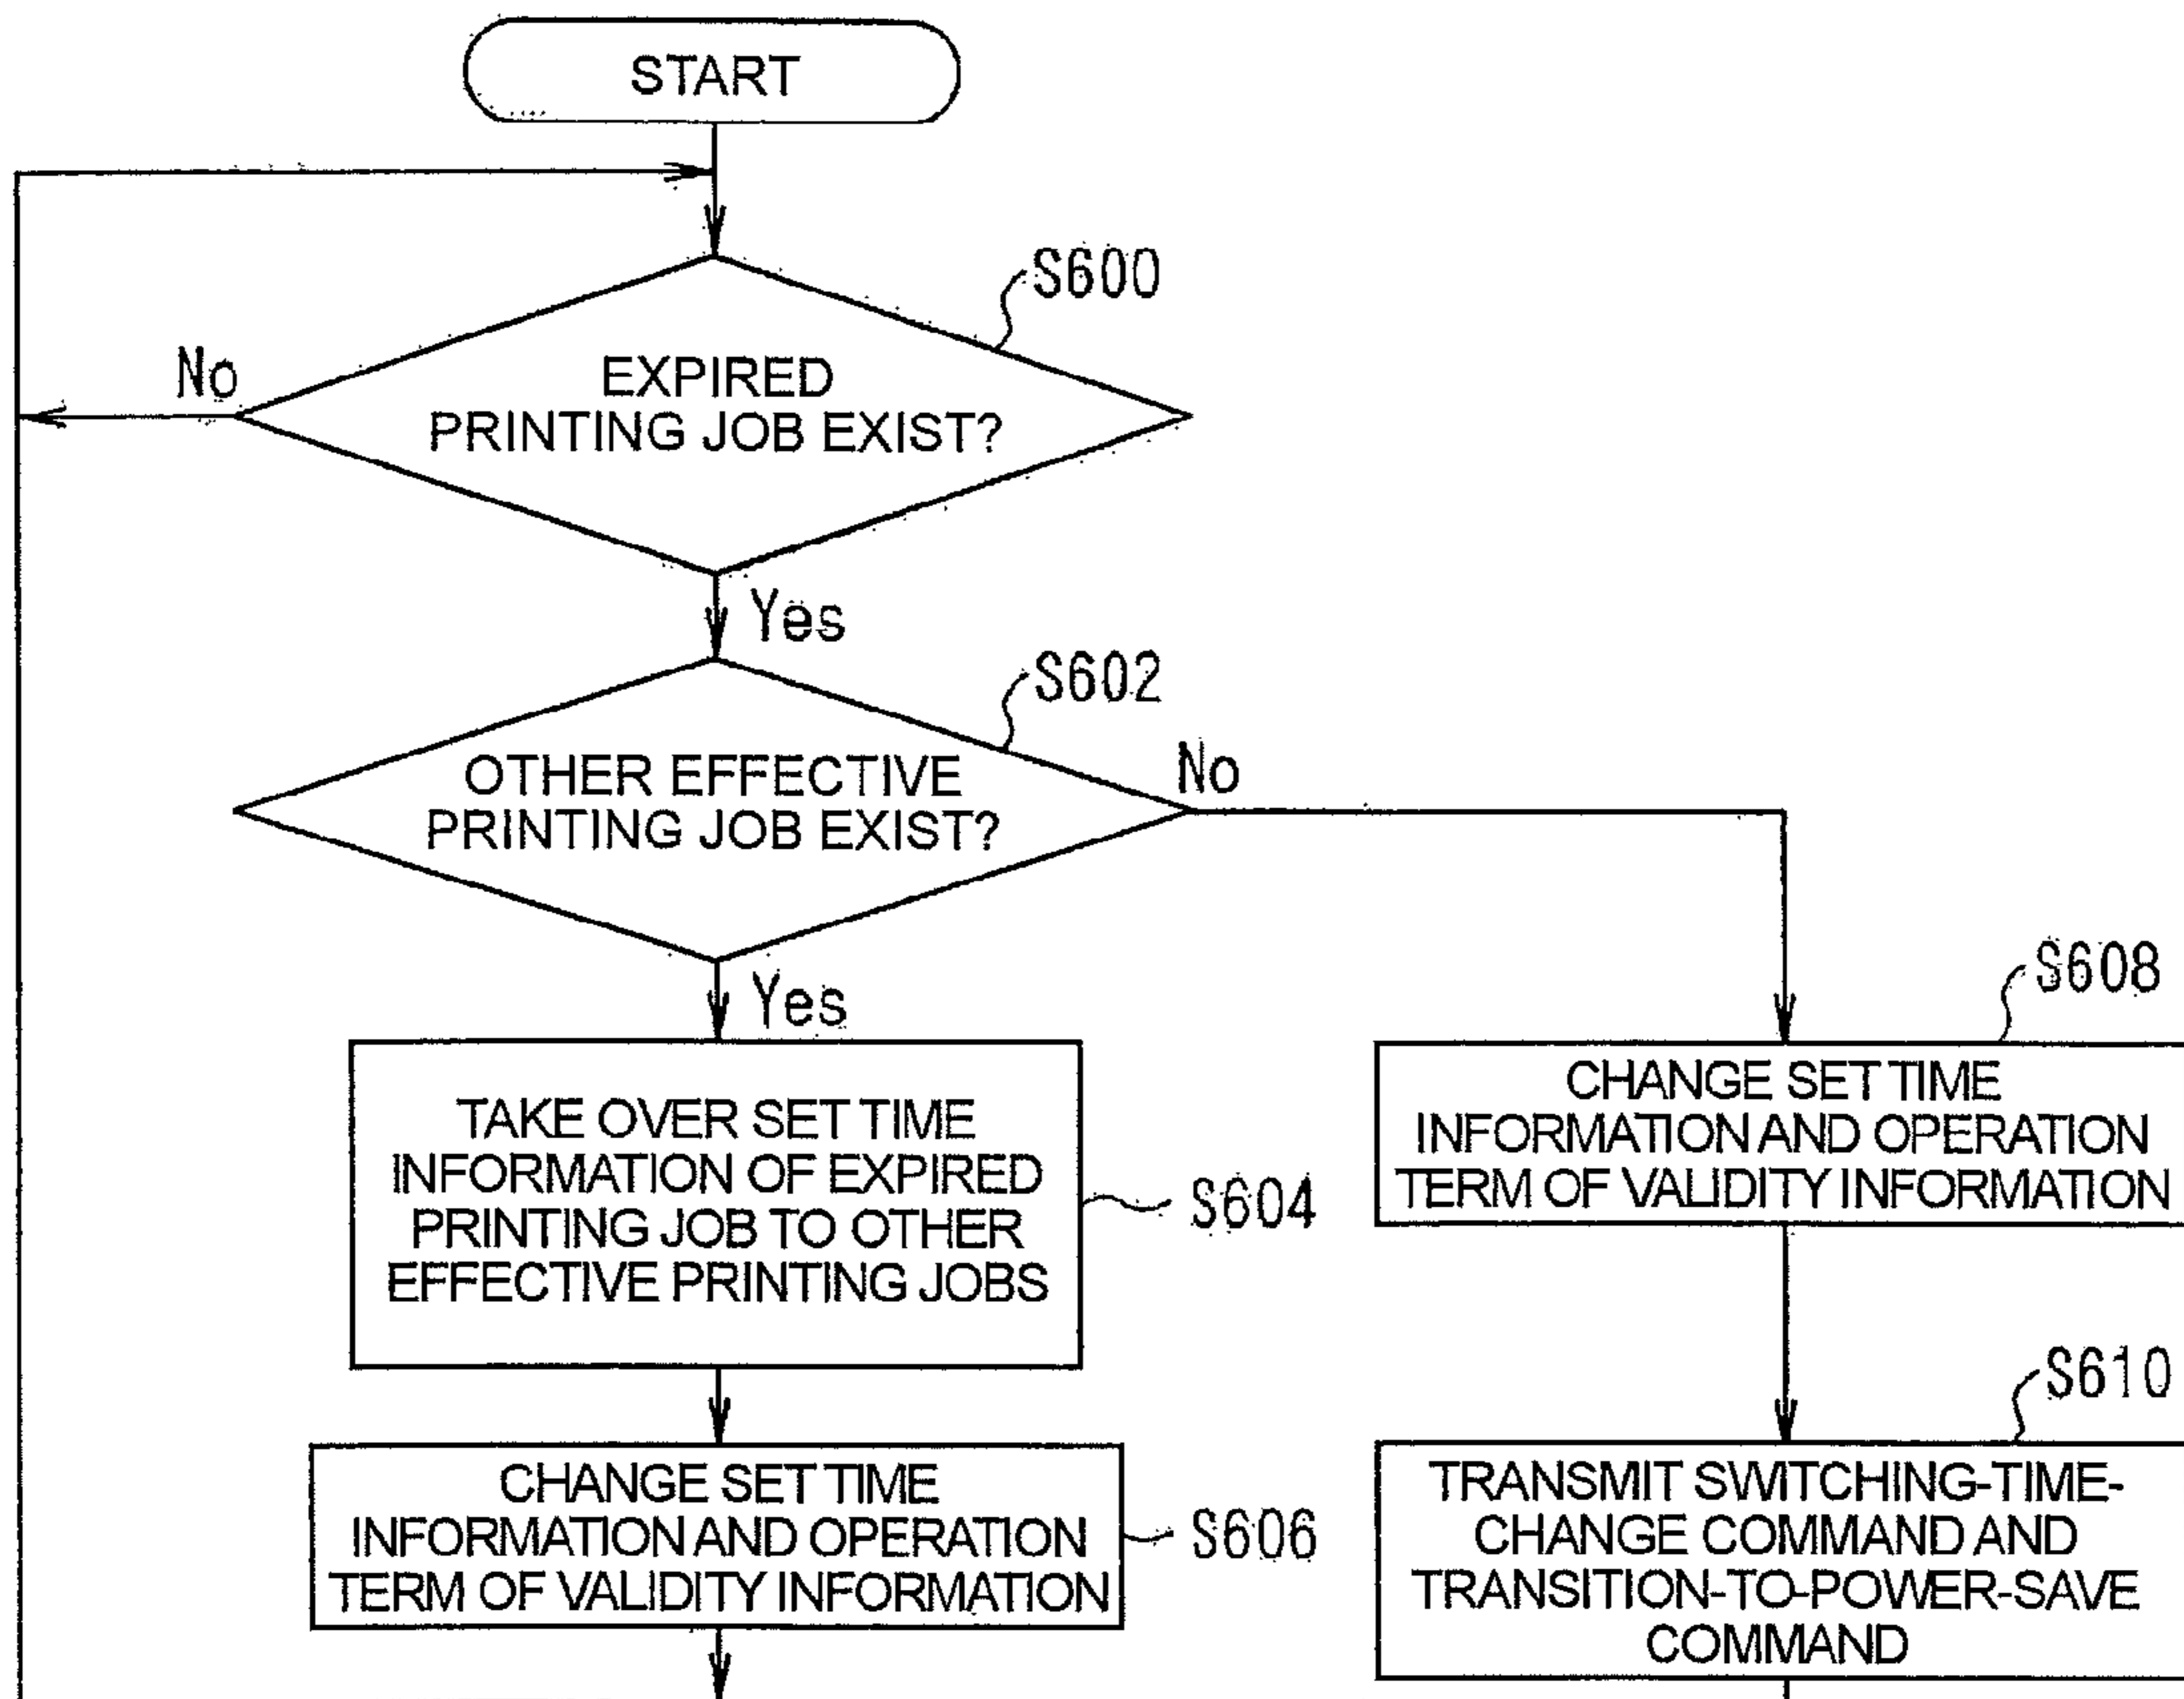 START
S600
No
EXPIRED
PRINTING JOB EXIST?
Yes
S602
OTHER EFFECTIVE
PRINTING JOB EXIST?
No
Yes
S608
TAKE OVER SET TIME
INFORMATION OF EXPIRED
PRINTING JOB TO OTHER
EFFECTIVE PRINTING JOBS
S604
CHANGE SET TIME
INFORMATION AND OPERATION
TERM OF VALIDITY INFORMATION
S610
CHANGE SET TIME
INFORMATION AND OPERATION
TERM OF VALIDITY INFORMATION
S606
TRANSMIT SWITCHING-TIME-
CHANGE COMMAND AND
TRANSITION-TO-POWER-SAVE
COMMAND